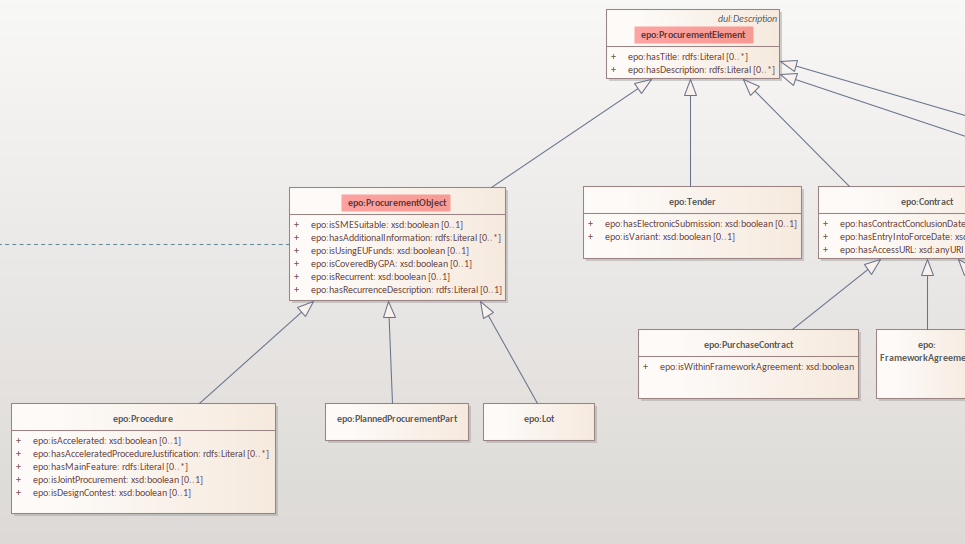 dul:Description
epo:ProcurementElement
+ epo:hasTitle: rdfs:Literal [0..*]
+ epo:hasDescription: rdfs:Literal [0..*]
epo:ProcurementObject
+ epo:isSMESuitable: xsd:boolean [0..1]
+ epo:hasAdditionalInformation: rdfs:Literal [0..*]
+ epo:isUsingEUFunds: xsd:boolean [0..1]
+ epo:isCoveredByGPA: xsd:boolean [0..1]
+ epo:isRecurrent: xsd:boolean [0..1]
+ epo:hasRecurrenceDescription: rdfs:Literal [0..1]
epo:Tender
+ epo:hasElectronicSubmission: xsd:boolean [0..1]
+ epo:isVariant: xsd:boolean [0..1]
epo:Contract
+ epo:hasContractConclusionDate
+ epo:hasEntryIntoForceDate: xs
+ epo:hasAccessURL: xsd:anyURI
epo:PurchaseContract
+ epo:isWithinFrameworkAgreement: xsd:boolean
epo:
FrameworkAgreeme
epo:Procedure
+ epo:isAccelerated: xsd:boolean [0..1]
+ epo:hasAcceleratedProcedureJustification: rdfs:Literal [0..*]
+ epo:hasMainFeature: rdfs:Literal [0..*]
+ epo:isJointProcurement: xsd:boolean [0..1]
+ epo:isDesignContest: xsd:boolean [0..1]
epo:PlannedProcurementPart
epo:Lot